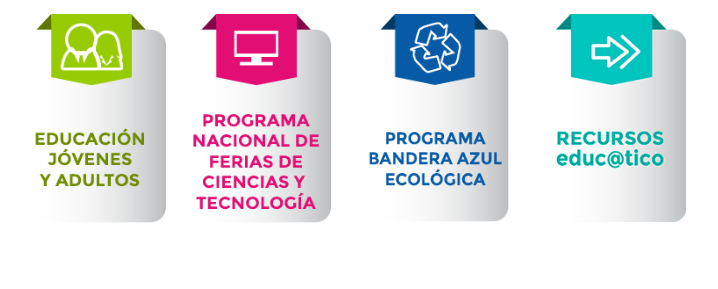 EDUCACIÓN
JÓVENES
Y ADULTOS
PROGRAMA
NACIONAL DE
FERIAS DE
CIENCIAS Y
TECNOLOGÍA
PROGRAMA
BANDERA AZUL
ECOLÓGICA
RECURSOS
educ@tico